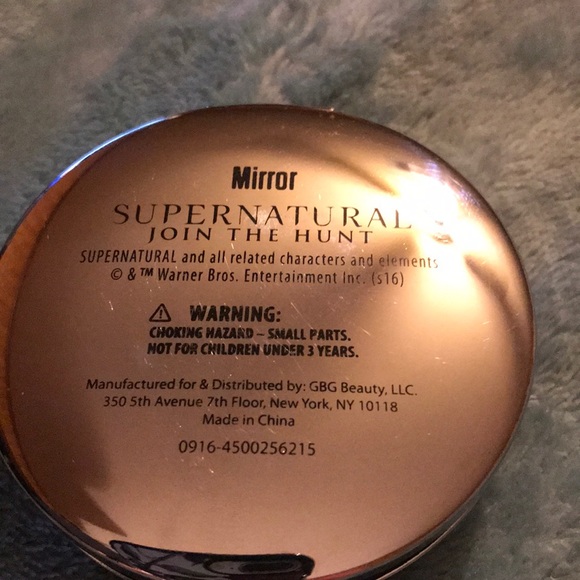 Mirror
SUPERNATURAL
JOIN THE HUNT
SUPERNATURAL and all related characters and elements
© & ™ Warner Bros. Entertainment Inc. (s16)
⚠ WARNING:
CHOKING HAZARD – SMALL PARTS.
NOT FOR CHILDREN UNDER 3 YEARS.
Manufactured for & Distributed by: GBG Beauty, LLC.
350 5th Avenue 7th Floor, New York, NY 10118
Made in China
0916-4500256215